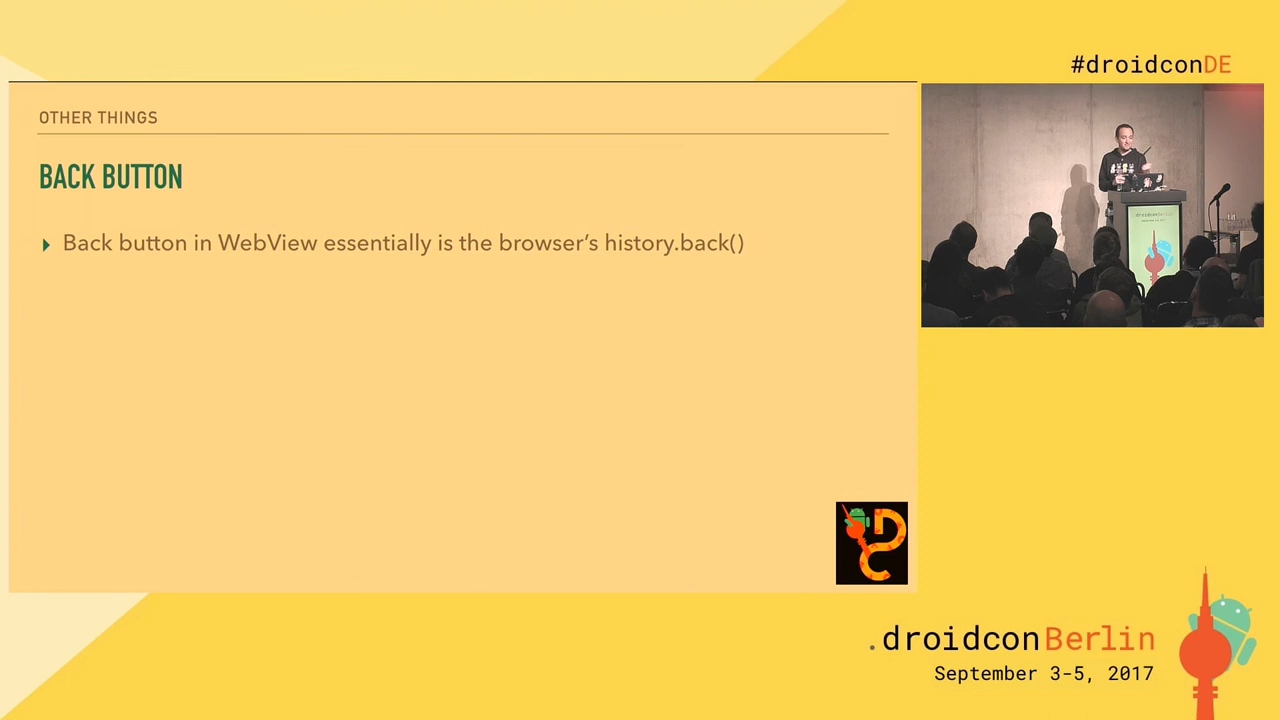 #droidconDE
OTHER THINGS
BACK BUTTON
Back button in WebView essentially is the browser’s history.back()
.droidconBerlin
September 3-5, 2017